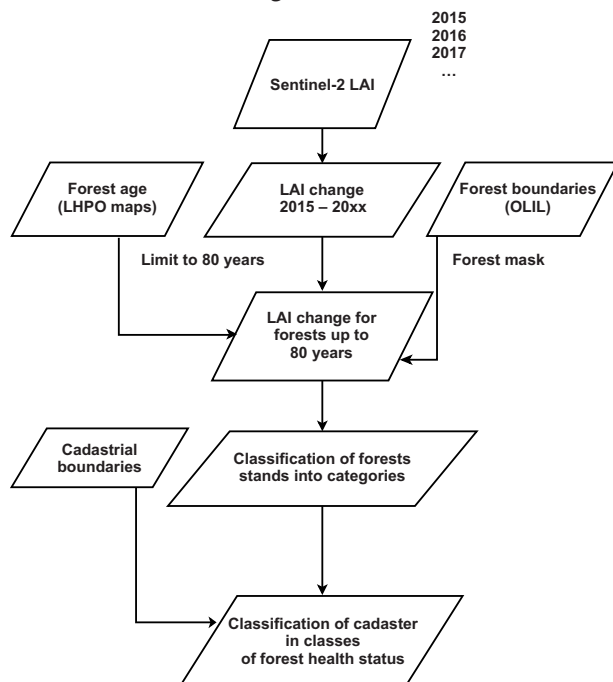 2015
2016
2017
...
Sentinel-2 LAI
Forest age
(LHPO maps)
LAI change
2015 – 20xx
Forest boundaries
(OLIL)
Limit to 80 years
Forest mask
LAI change for
forests up to
80 years
Cadastrial
boundaries
Classification of forests
stands into categories
Classification of cadaster
in classes
of forest health status